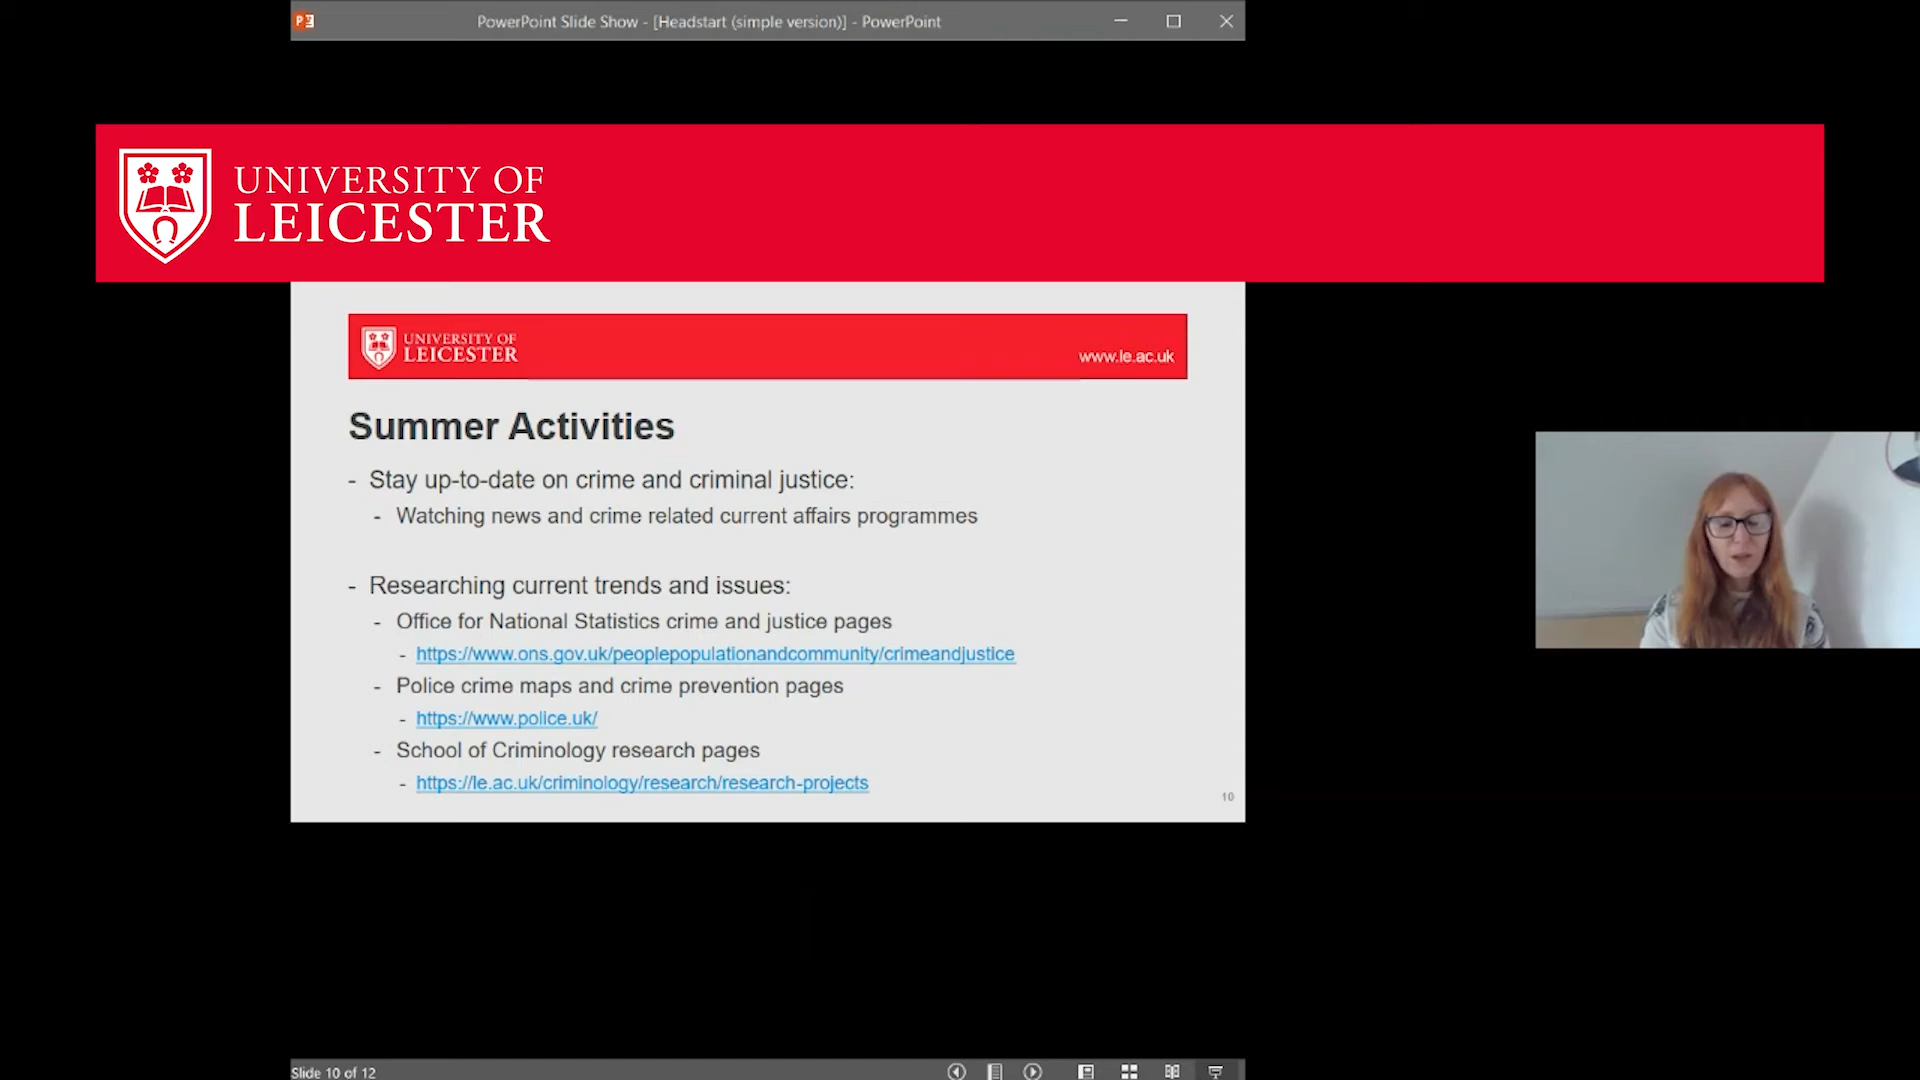 PowerPoint Slide Show - [Headstart (simple version)] - PowerPoint
UNIVERSITY OF
LEICESTER
UNIVERSITY OF
LEICESTER
www.le.ac.uk
Summer Activities
- Stay up-to-date on crime and criminal justice:
- Watching news and crime related current affairs programmes
- Researching current trends and issues:
- Office for National Statistics crime and justice pages
- https://www.ons.gov.uk/peoplepopulationandcommunity/crimeandjustice
- Police crime maps and crime prevention pages
- https://www.police.uk/
- School of Criminology research pages
- https://le.ac.uk/criminology/research/research-projects
10
Slide 10 of 12